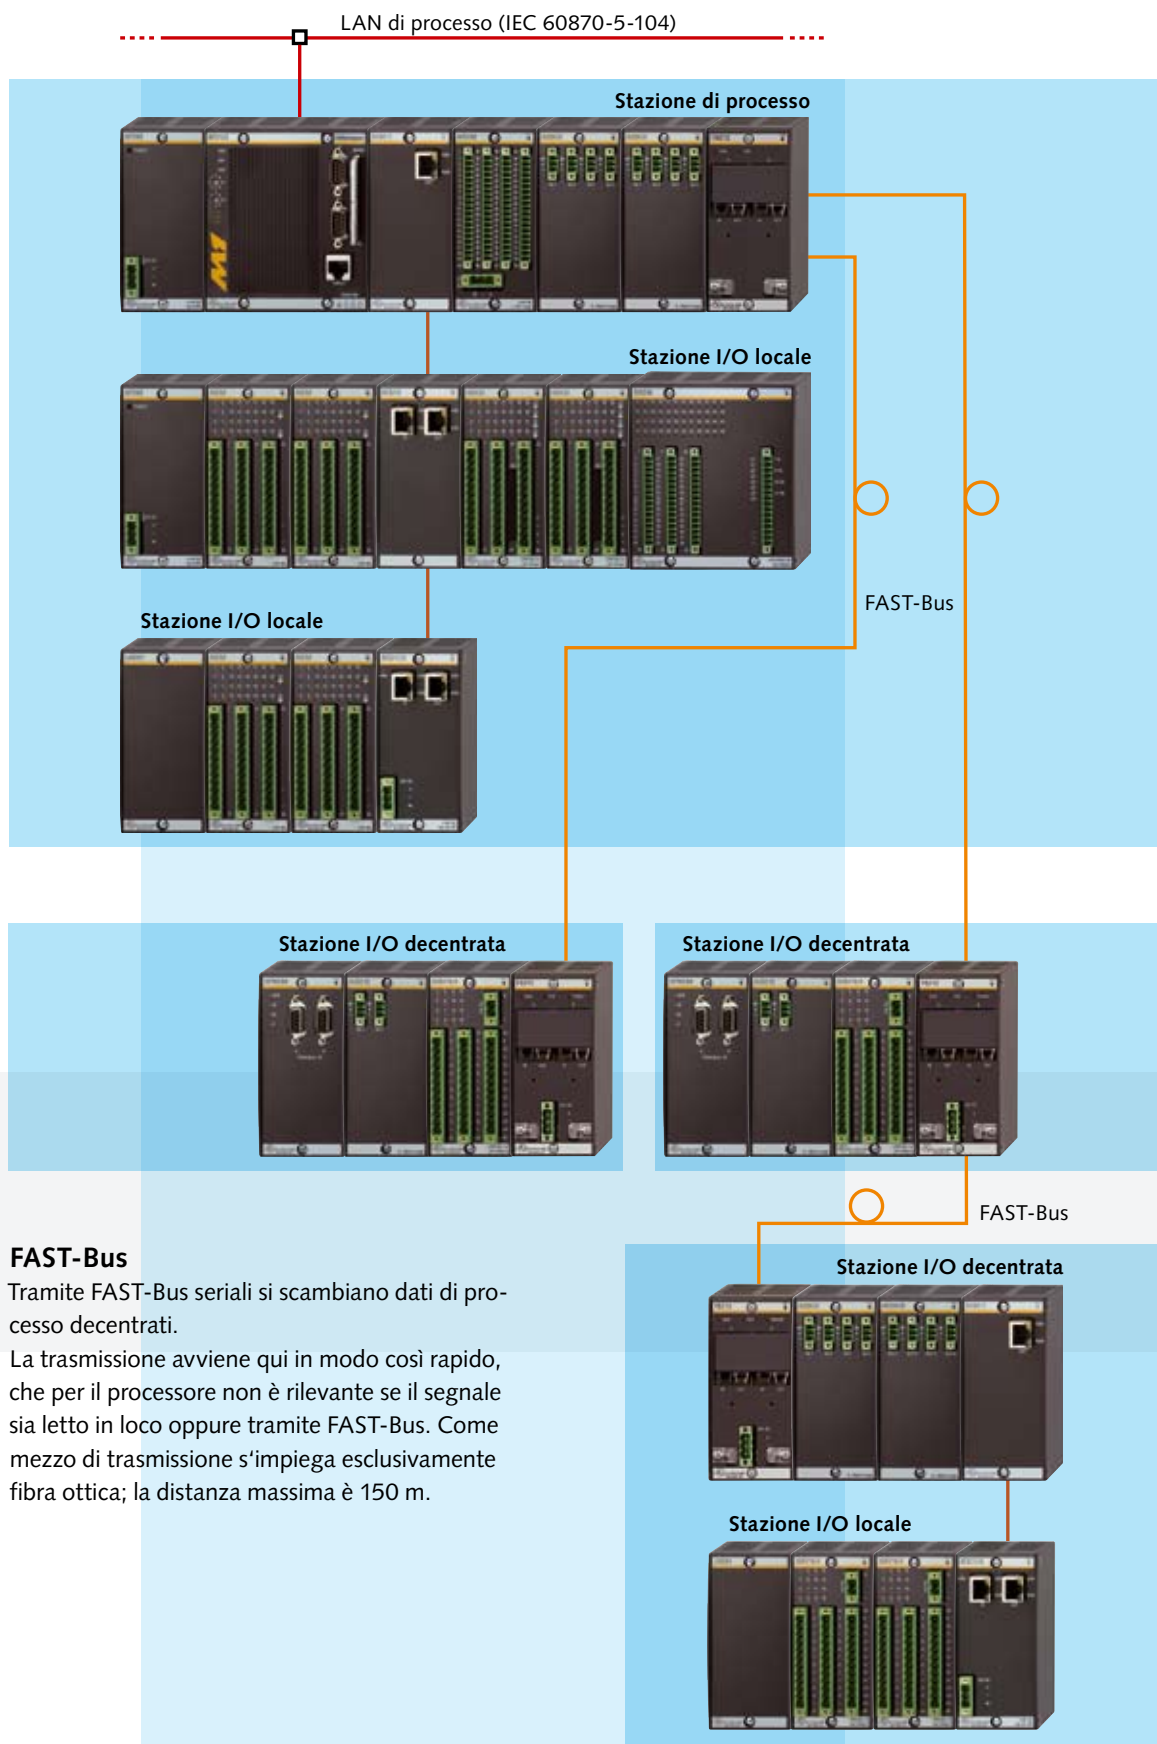 LAN di processo (IEC 60870-5-104)
Stazione di processo
Stazione I/O locale
FAST-Bus
Stazione I/O locale
Stazione I/O decentrata
Stazione I/O decentrata
FAST-Bus
FAST-Bus
Tramite FAST-Bus seriali si scambiano dati di pro-
cesso decentrati.
La trasmissione avviene qui in modo così rapido,
che per il processore non è rilevante se il segnale
sia letto in loco oppure tramite FAST-Bus. Come
mezzo di trasmissione s‘impiega esclusivamente
fibra ottica; la distanza massima è 150 m.
Stazione I/O decentrata
Stazione I/O locale